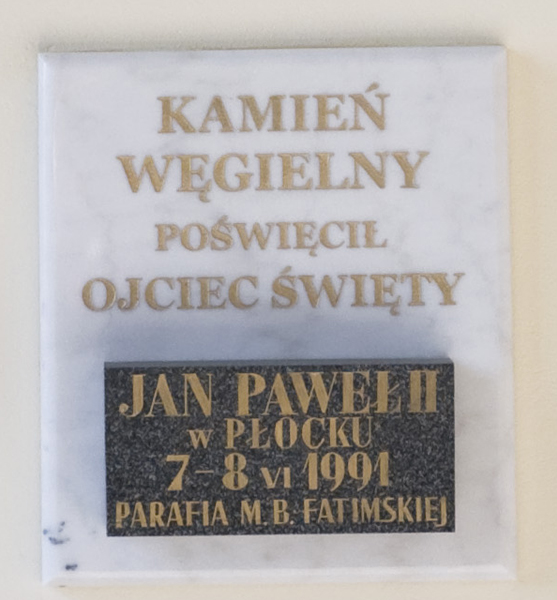 KAMIEŃ
WĘGIELNY
POŚWIĘCIŁ
OJCIEC ŚWIĘTY
JAN PAWEŁ II
w PŁOCKU
7-8 VI 1991
PARAFIA M.B. FATIMSKIEJ